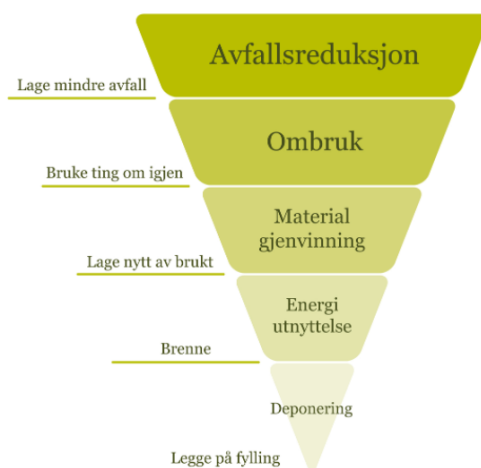 Avfallsreduksjon
Lage mindre avfall
Ombruk
Bruke ting om igjen
Material
gjenvinning
Lage nytt av brukt
Energi
utnyttelse
Brenne
Deponering
Legge på fylling